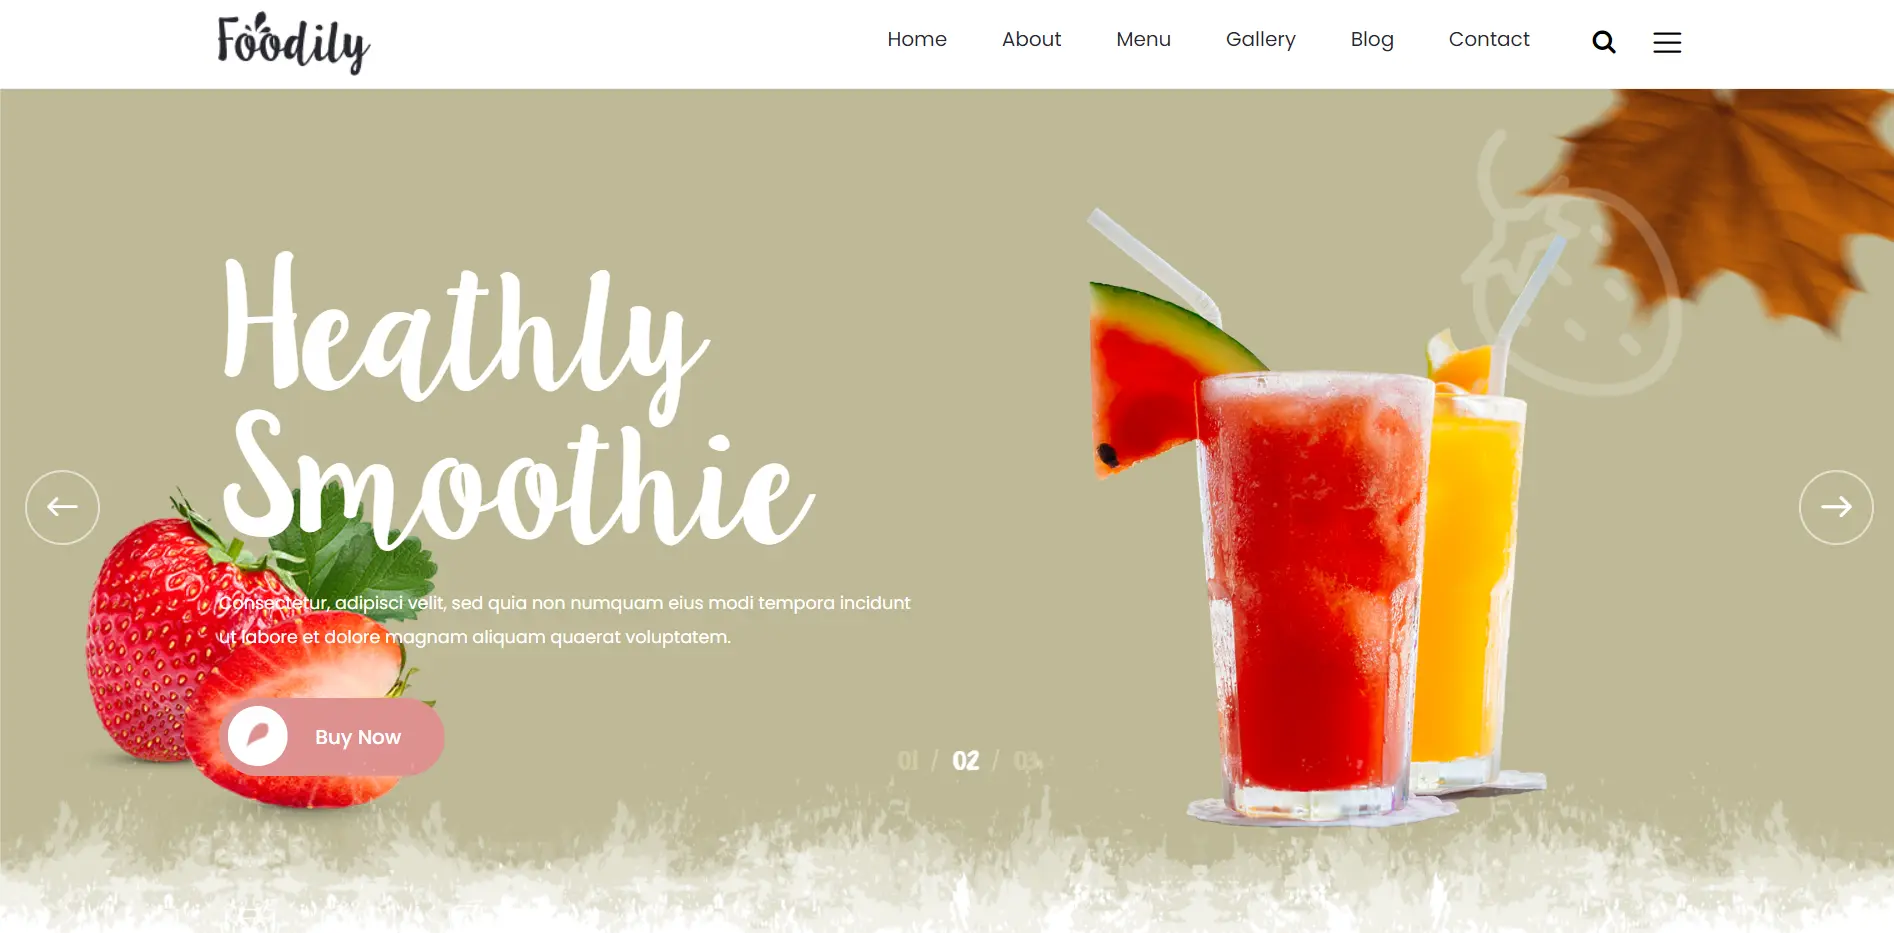 Foodily
Home About Menu Gallery Blog Contact
Heathly
Smoothie
Consectetur, adipisci velit, sed quia non numquam eius modi tempora incidunt
ut labore et dolore magnam aliquam quaerat voluptatem.
Buy Now
01 / 02 / 03